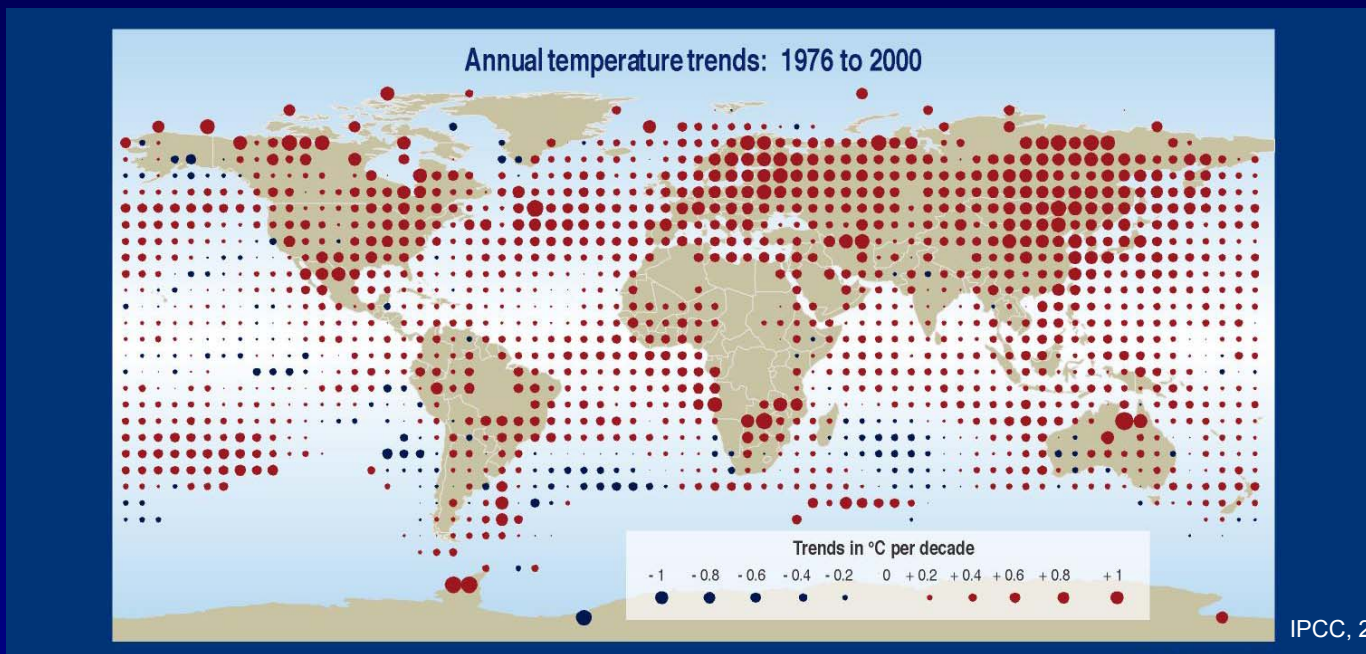 Annual temperature trends: 1976 to 2000
Trends in °C per decade
- 1 - 0.8 - 0.6 - 0.4 - 0.2 0 + 0.2 + 0.4 + 0.6 + 0.8 + 1
IPCC, 2